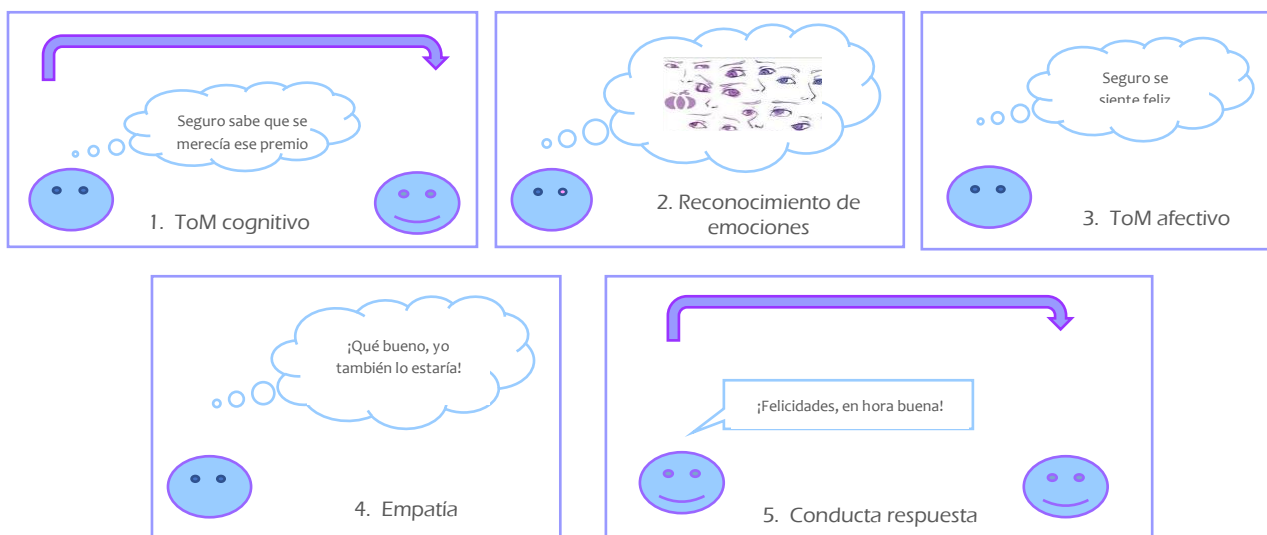 Seguro sabe que se
merecía ese premio
1. ToM cognitivo
2. Reconocimiento de
emociones
Seguro se
siente feliz
3. ToM afectivo
¡Qué bueno, yo
también lo estaría!
4. Empatía
¡Felicidades, en hora buena!
5. Conducta respuesta